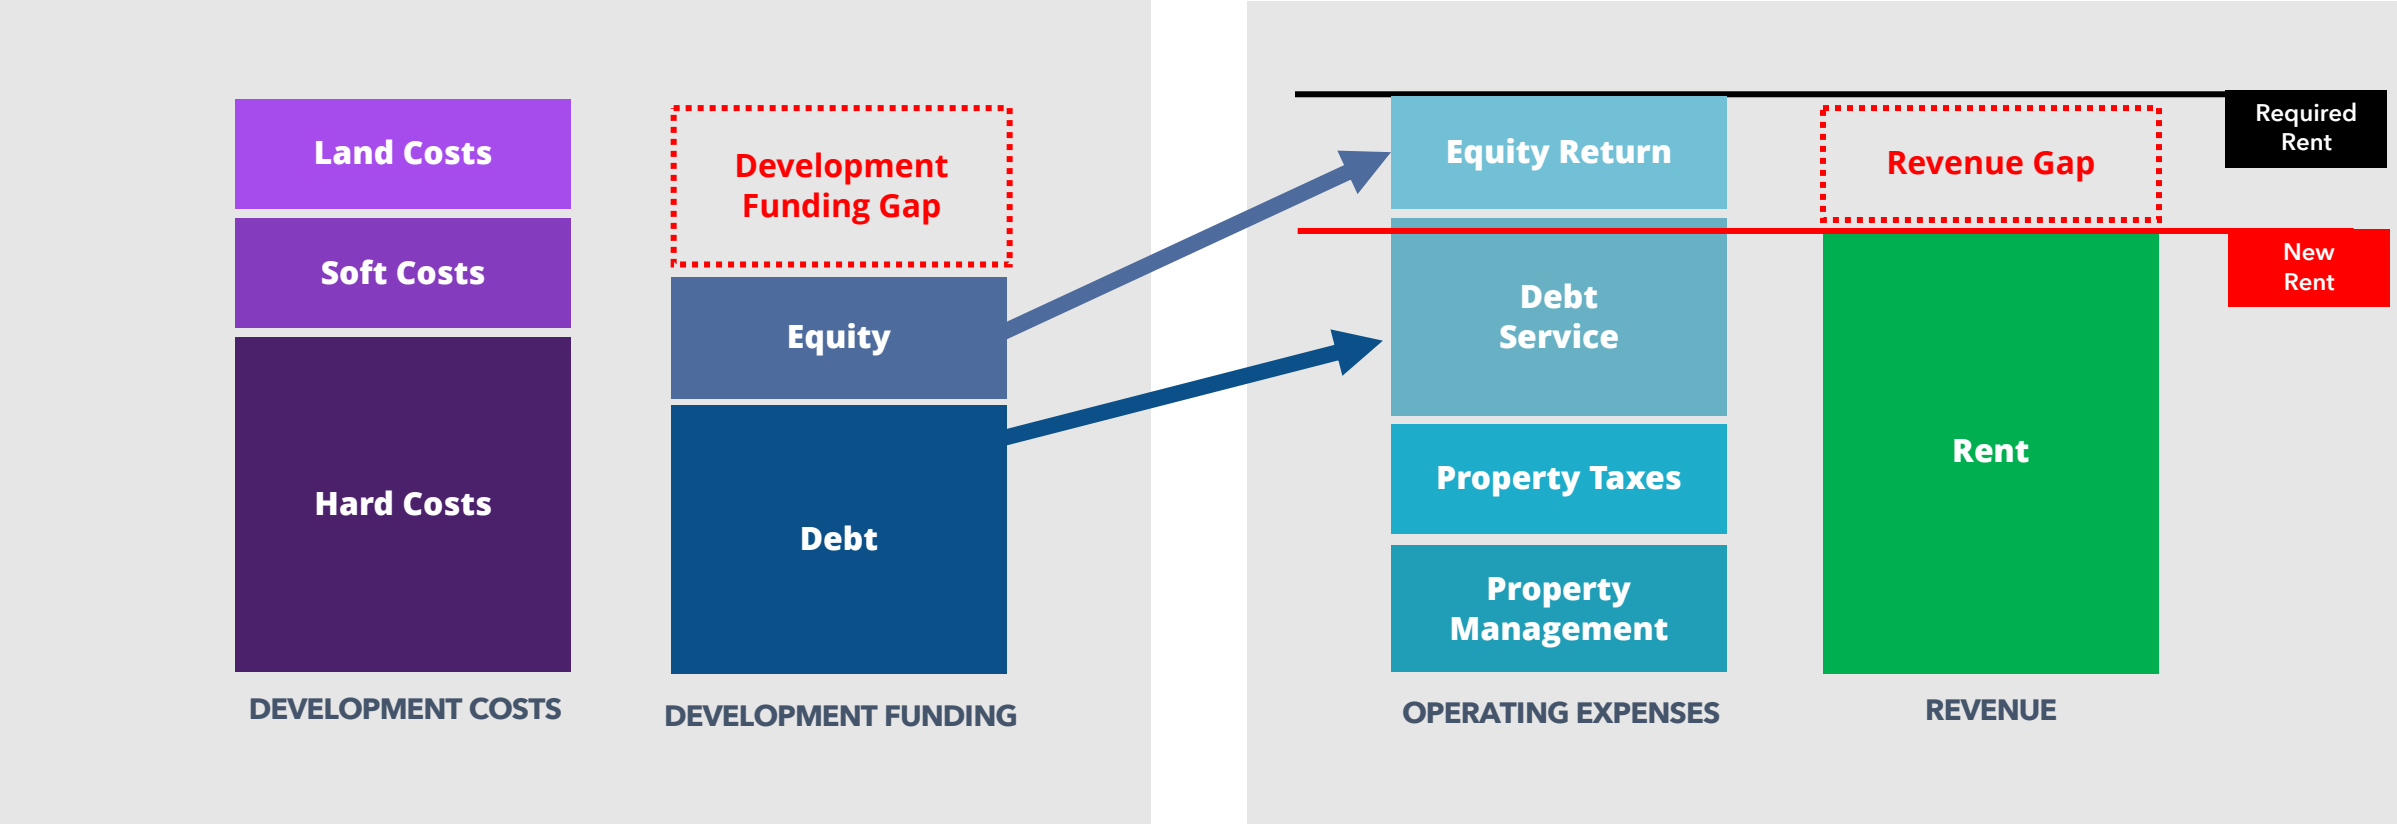 Land Costs
Soft Costs
Hard Costs
DEVELOPMENT COSTS
Development
Funding Gap
Equity
Debt
DEVELOPMENT FUNDING
Equity Return
Debt
Service
Property Taxes
Property
Management
OPERATING EXPENSES
Revenue Gap
Rent
REVENUE
Required
Rent
New
Rent